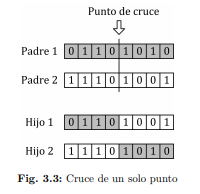 Punto de cruce
Padre 1 0 1 1 0 1 0 1 0
Padre 2 1 1 1 0 1 0 0 1
Hijo 1 0 1 1 0 1 0 0 1
Hijo 2 1 1 1 0 1 0 1 0
Fig. 3.3: Cruce de un solo punto